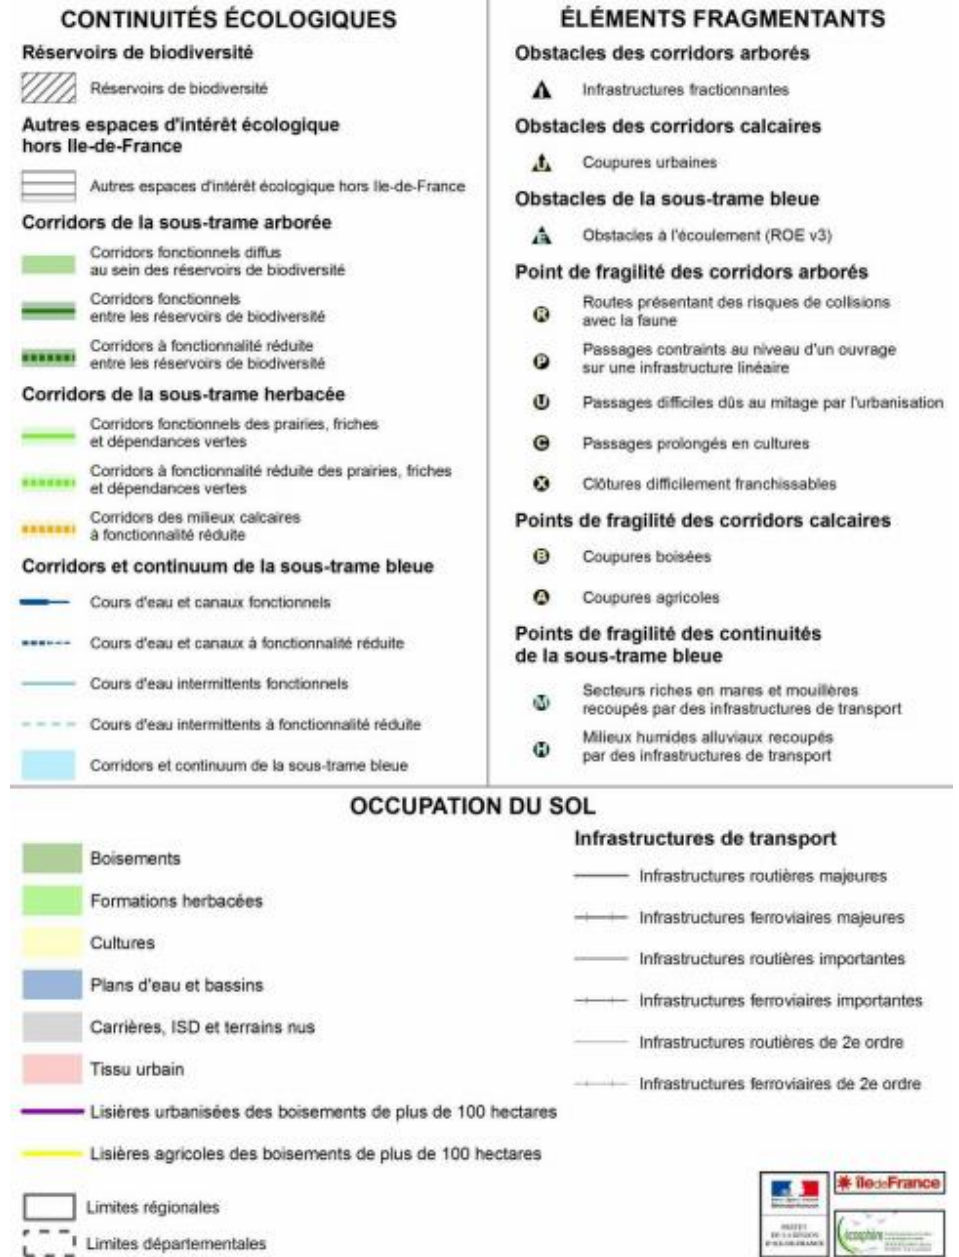 CONTINUITÉS ÉCOLOGIQUES
Réservoirs de biodiversité
Réservoirs de biodiversité
Autres espaces d'intérêt écologique
hors Ile-de-France
Autres espaces d'intérêt écologique hors Ile-de-France
Corridors de la sous-trame arborée
Corridors fonctionnels diffus
au sein des réservoirs de biodiversité
Corridors fonctionnels
entre les réservoirs de biodiversité
Corridors à fonctionnalité réduite
entre les réservoirs de biodiversité
Corridors de la sous-trame herbacée
Corridors fonctionnels des prairies, friches
et dépendances vertes
Corridors à fonctionnalité réduite des prairies, friches
et dépendances vertes
Corridors des milieux calcaires
à fonctionnalité réduite
Corridors et continuum de la sous-trame bleue
Cours d'eau et canaux fonctionnels
Cours d'eau et canaux à fonctionnalité réduite
Cours d'eau intermittents fonctionnels
Cours d'eau intermittents à fonctionnalité réduite
Corridors et continuum de la sous-trame bleue
ÉLÉMENTS FRAGMENTANTS
Obstacles des corridors arborés
Infrastructures fractionnantes
Obstacles des corridors calcaires
Coupures urbaines
Obstacles de la sous-trame bleue
Obstacles à l'écoulement (ROE v3)
Point de fragilité des corridors arborés
R Routes présentant des risques de collisions
avec la faune
P Passages contraints au niveau d'un ouvrage
sur une infrastructure linéaire
U Passages difficiles dûs au mitage par l'urbanisation
C Passages prolongés en cultures
X Clôtures difficilement franchissables
Points de fragilité des corridors calcaires
B Coupures boisées
A Coupures agricoles
Points de fragilité des continuités
de la sous-trame bleue
M Secteurs riches en mares et mouillères
recoupés par des infrastructures de transport
H Milieux humides alluviaux recoupés
par des infrastructures de transport
OCCUPATION DU SOL
Boisements
Formations herbacées
Cultures
Plans d'eau et bassins
Carrières, ISD et terrains nus
Tissu urbain
Lisières urbanisées des boisements de plus de 100 hectares
Lisières agricoles des boisements de plus de 100 hectares
Limites régionales
Limites départementales
Infrastructures de transport
Infrastructures routières majeures
Infrastructures ferroviaires majeures
Infrastructures routières importantes
Infrastructures ferroviaires importantes
Infrastructures routières de 2e ordre
Infrastructures ferroviaires de 2e ordre
PRÉFET
DE LA RÉGION
D'ILE-DE-FRANCE
îledeFrance
écosphère